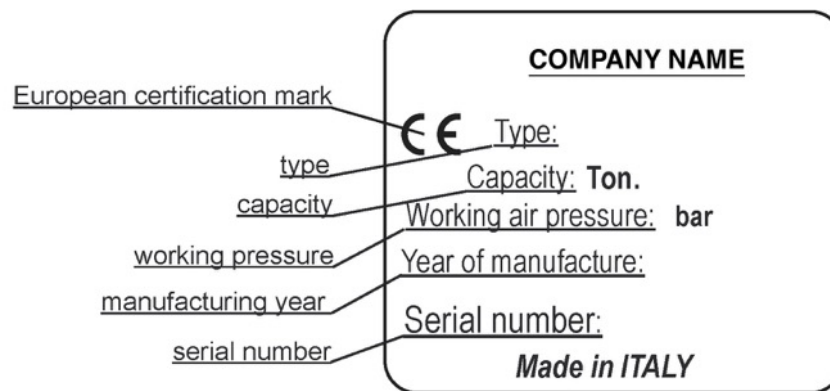 COMPANY NAME
European certification mark
CE Type:
type
Capacity: Ton.
capacity
Working air pressure: bar
working pressure
Year of manufacture:
manufacturing year
Serial number:
serial number
Made in ITALY